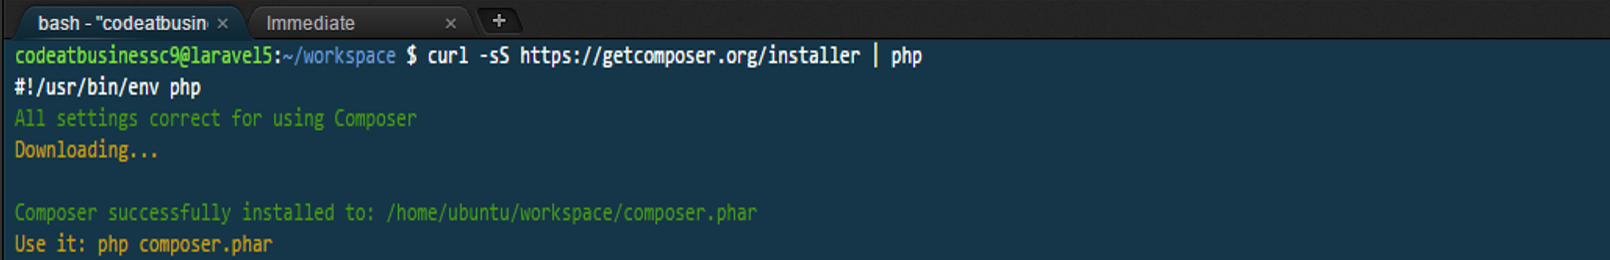 bash - "codeatbusin × Immediate × +
codeatbusinessc9@laravel5:~/workspace $ curl -sS https://getcomposer.org/installer | php
#!/usr/bin/env php
All settings correct for using Composer
Downloading...
Composer successfully installed to: /home/ubuntu/workspace/composer.phar
Use it: php composer.phar